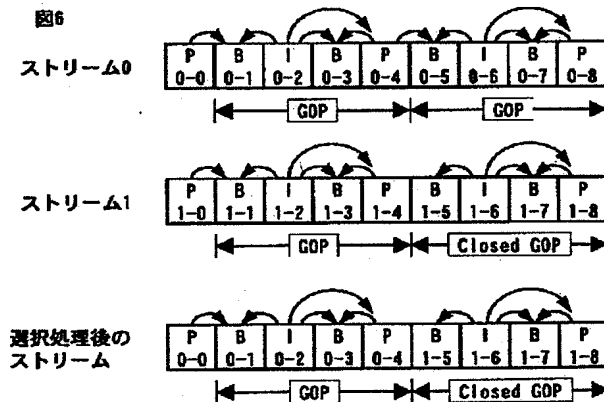 図6
ストリーム0
P B I B P B I B P
0-0 0-1 0-2 0-3 0-4 0-5 0-6 0-7 0-8
GOP GOP
ストリーム1
P B I B P B I B P
1-0 1-1 1-2 1-3 1-4 1-5 1-6 1-7 1-8
GOP Closed GOP
選択処理後の
ストリーム
P B I B P B I B P
0-0 0-1 0-2 0-3 0-4 1-5 1-6 1-7 1-8
GOP Closed GOP